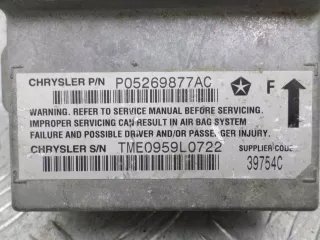 CHRYSLER P/N P05269877AC F
WARNING. REFER TO SERVICE MANUAL BEFORE SERVICING.
IMPROPER SERVICING CAN RESULT IN AIR BAG SYSTEM
FAILURE AND POSSIBLE DRIVER AND/OR PASSENGER INJURY.
CHRYSLER S/N TME0959L0722 SUPPLIER CODE
39754C